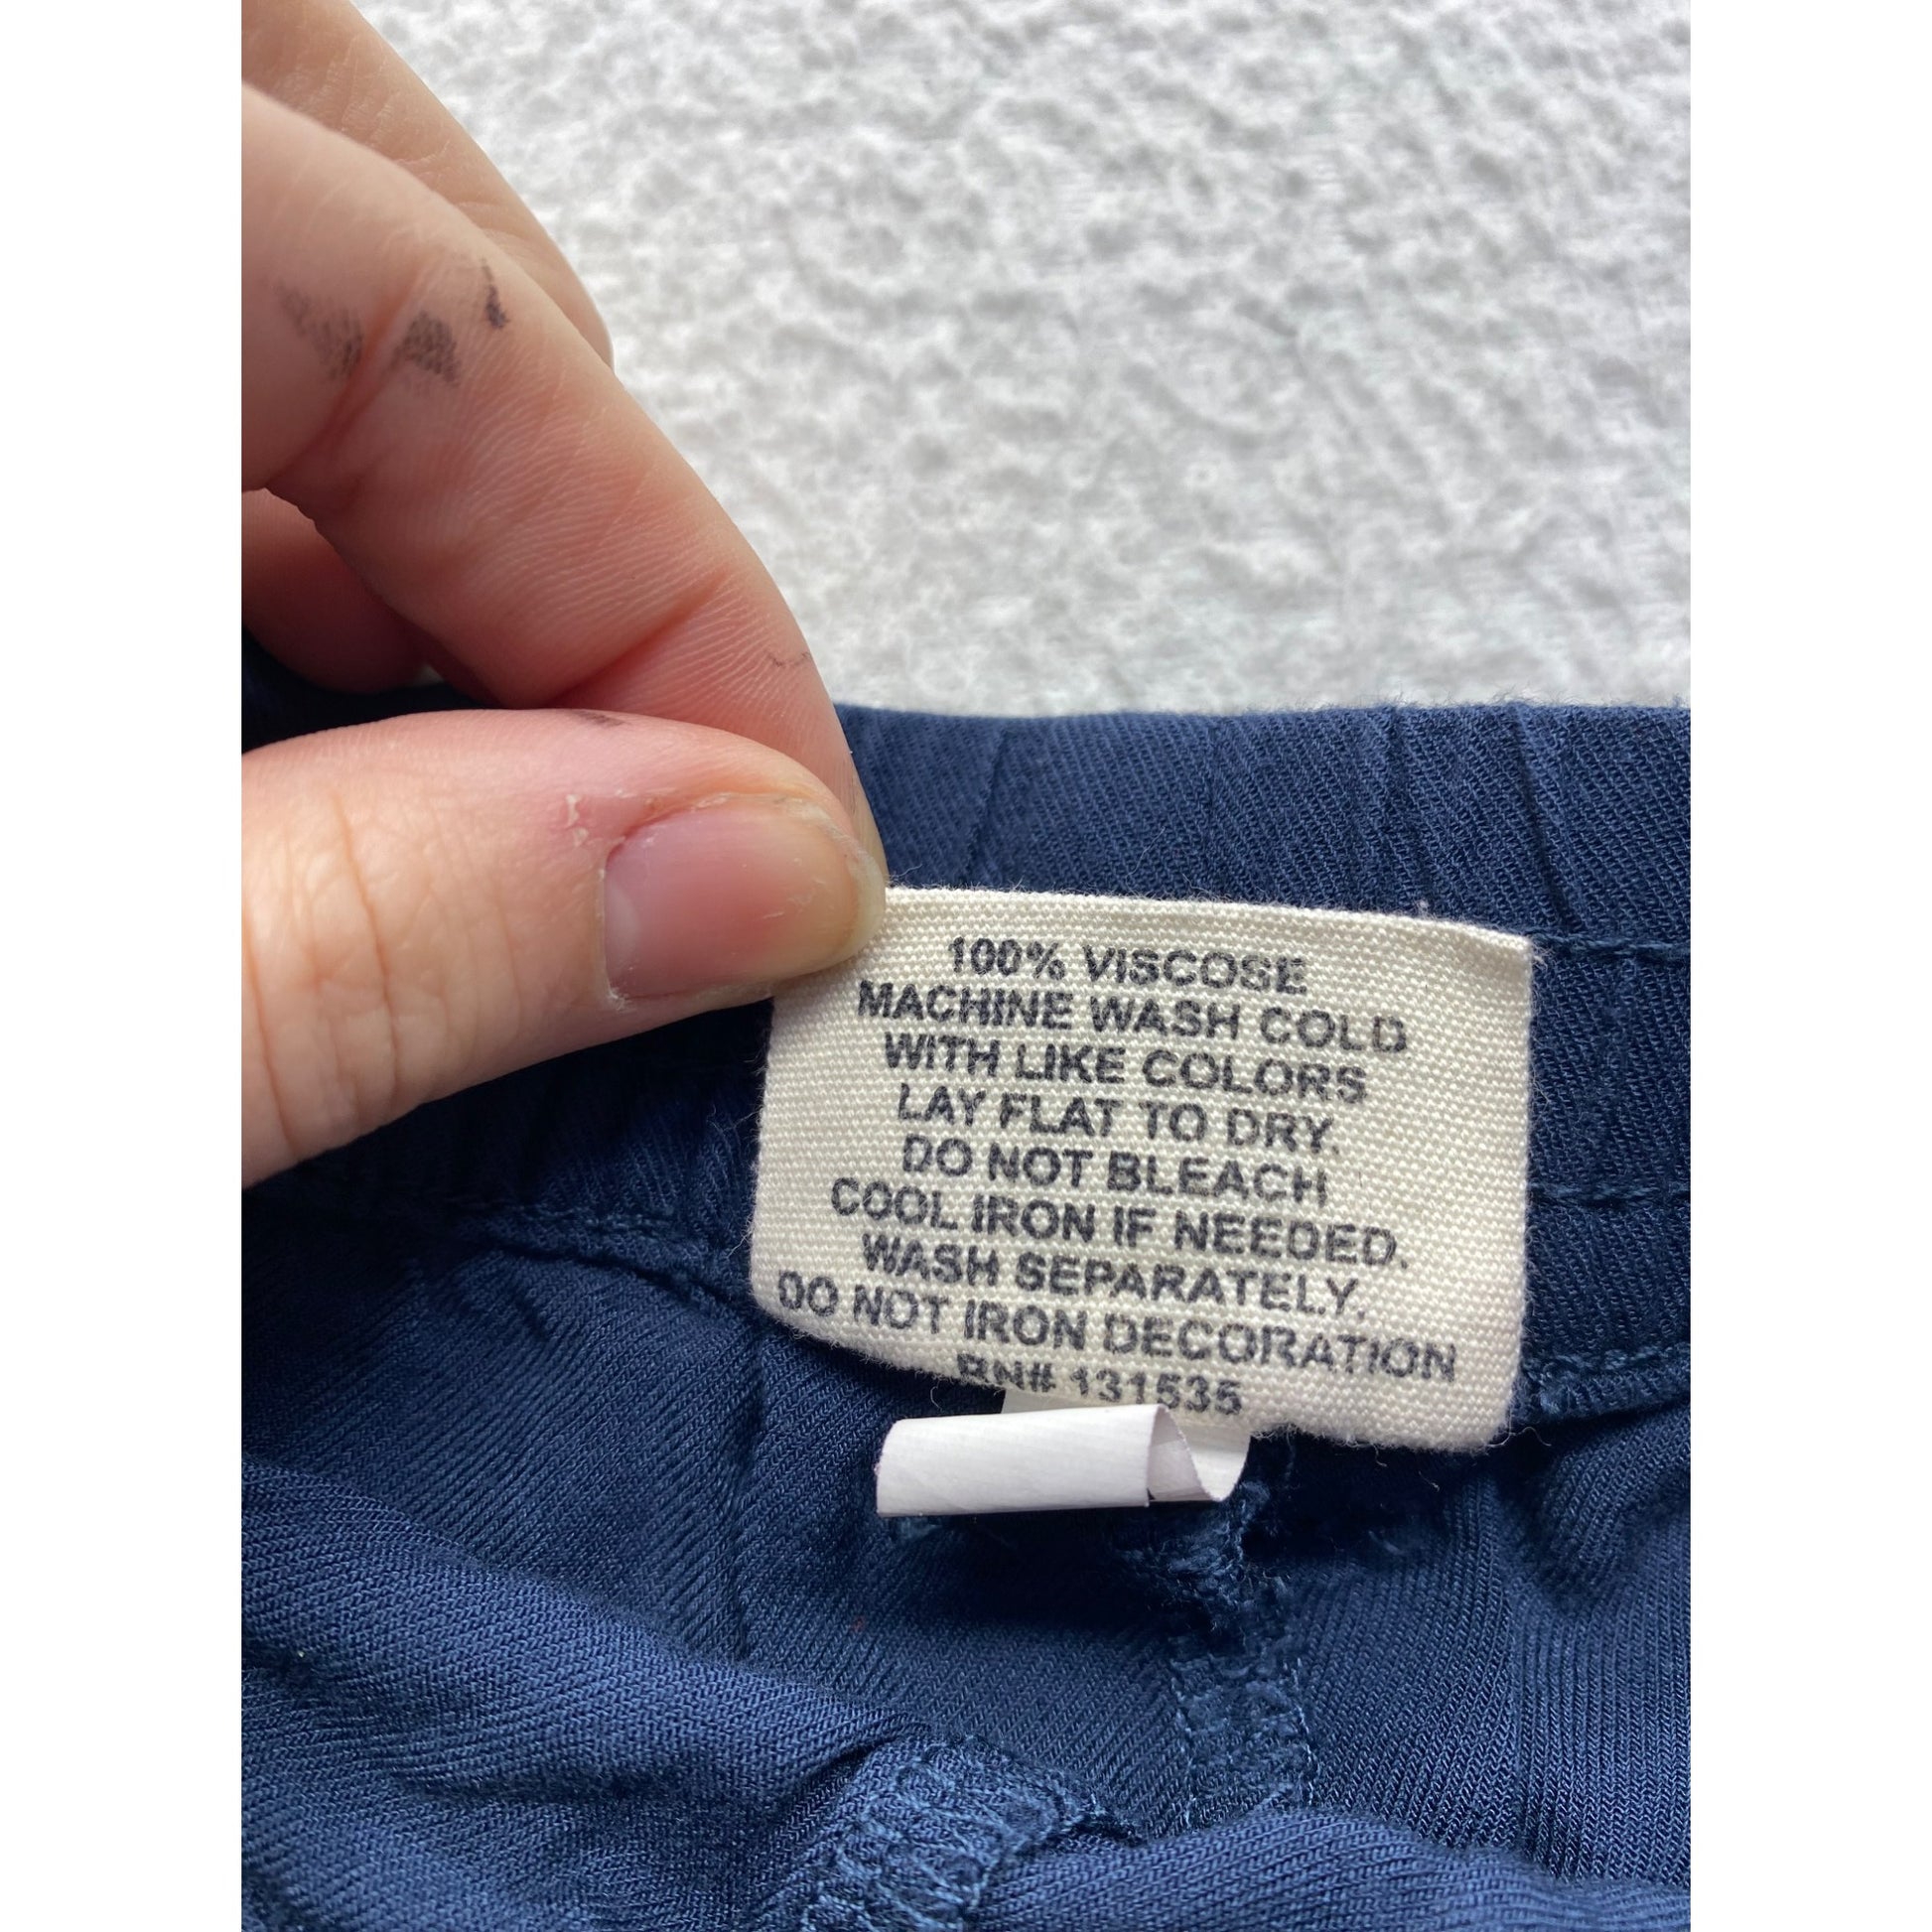 100% VISCOSE
MACHINE WASH COLD
WITH LIKE COLORS
LAY FLAT TO DRY.
DO NOT BLEACH
COOL IRON IF NEEDED.
WASH SEPARATELY.
DO NOT IRON DECORATION
RN# 131535